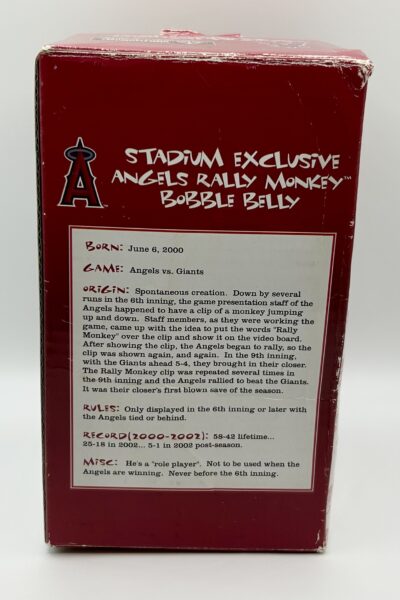 A
STADIUM EXCLUSIVE
ANGELS RALLY MONKEY™
BOBBLE BELLY
BORN: June 6, 2000
GAME: Angels vs. Giants
ORIGIN: Spontaneous creation. Down by several
runs in the 6th inning, the game presentation staff of the
Angels happened to have a clip of a monkey jumping
up and down. Staff members, as they were working the
game, came up with the idea to put the words "Rally
Monkey" over the clip and show it on the video board.
After showing the clip, the Angels began to rally, so the
clip was shown again, and again. In the 9th inning,
with the Giants ahead 5-4, they brought in their closer.
The Rally Monkey clip was repeated several times in
the 9th inning and the Angels rallied to beat the Giants.
It was their closer's first blown save of the season.
RULES: Only displayed in the 6th inning or later with
the Angels tied or behind.
RECORD(2000-2002): 58-42 lifetime...
25-18 in 2002... 5-1 in 2002 post-season.
MISC: He's a "role player". Not to be used when the
Angels are winning. Never before the 6th inning.